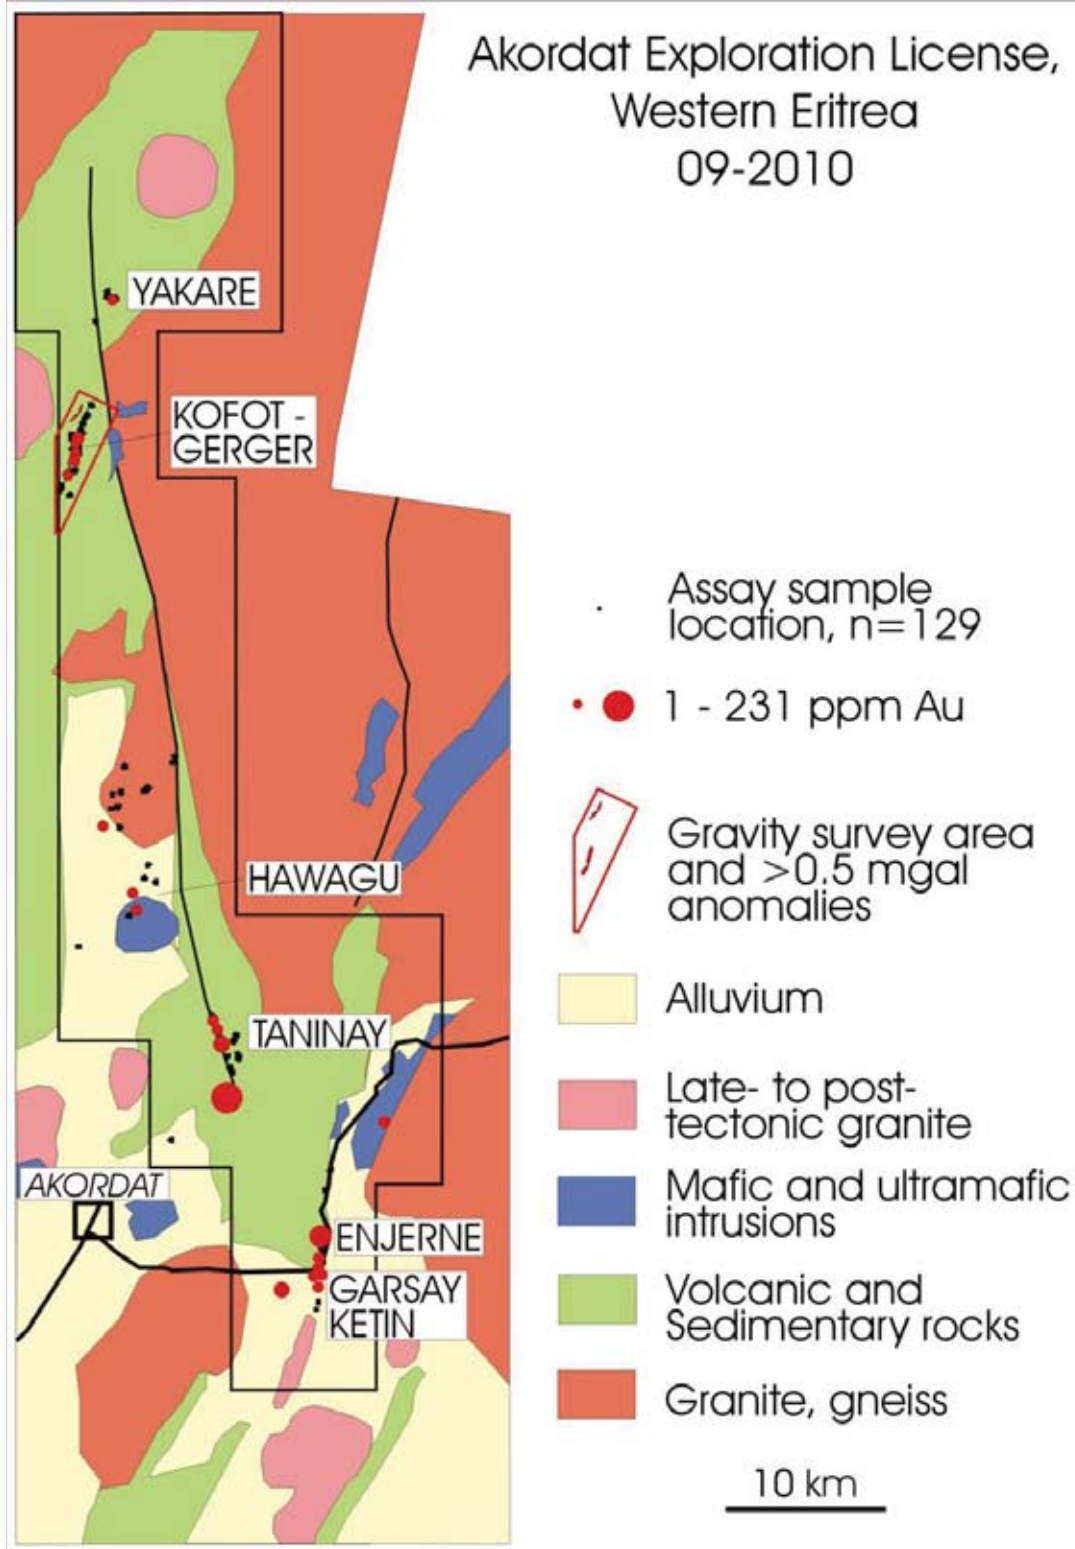 Akordat Exploration License,
Western Eritrea
09-2010
YAKARE
KOFOT -
GERGER
HAWAGU
TANINAY
AKORDAT
ENJERNE
GARSAY
KETIN
Assay sample
location, n=129
1 - 231 ppm Au
Gravity survey area
and >0.5 mgal
anomalies
Alluvium
Late- to post-
tectonic granite
Mafic and ultramafic
intrusions
Volcanic and
Sedimentary rocks
Granite, gneiss
10 km